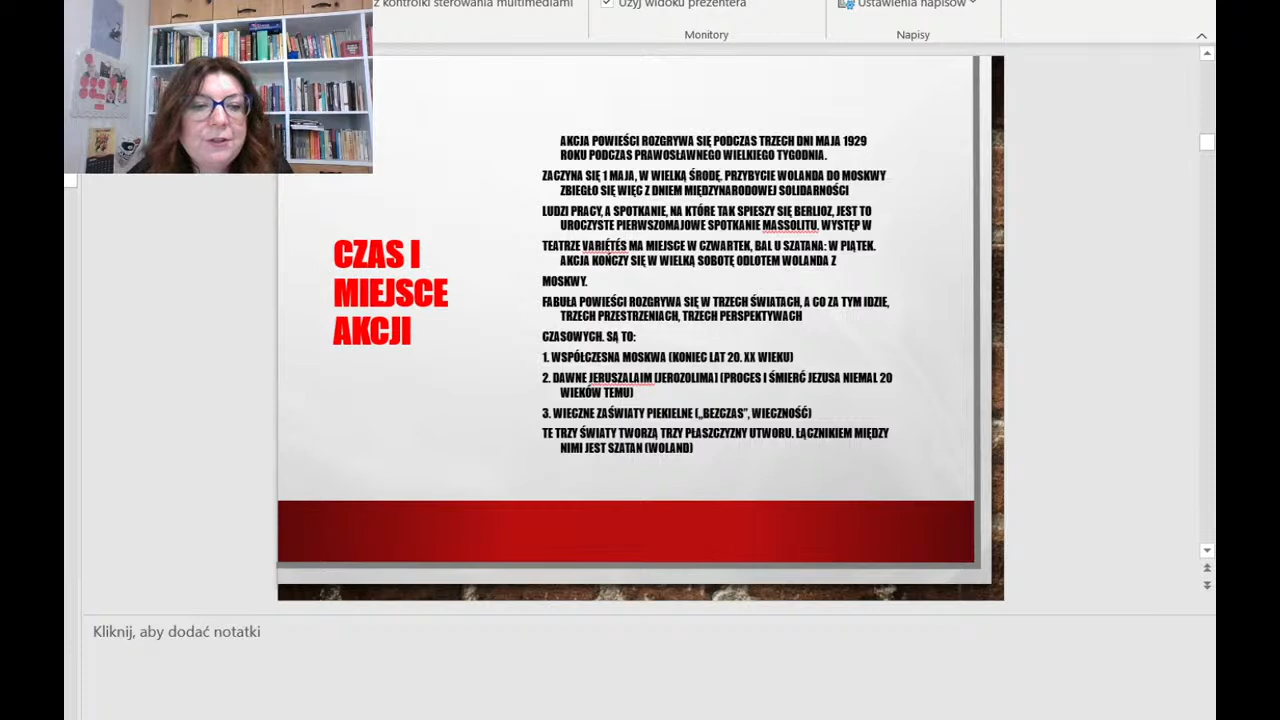 z kontrolki sterowania multimediami
Użyj widoku prezentera
Ustawienia napisów
Monitory
Napisy
CZAS I
MIEJSCE
AKCJI
AKCJA POWIEŚCI ROZGRYWA SIĘ PODCZAS TRZECH DNI MAJA 1929
ROKU PODCZAS PRAWOSŁAWNEGO WIELKIEGO TYGODNIA.
ZACZYNA SIĘ 1 MAJA, W WIELKĄ ŚRODĘ. PRZYBYCIE WOLANDA DO MOSKWY
ZBIEGŁO SIĘ WIĘC Z DNIEM MIĘDZYNARODOWEJ SOLIDARNOŚCI
LUDZI PRACY, A SPOTKANIE, NA KTÓRE TAK SPIESZY SIĘ BERLIOZ, JEST TO
UROCZYSTE PIERWSZOMAJOWE SPOTKANIE MASSOLITU. WYSTĘP W
TEATRZE VARIÉTÉS MA MIEJSCE W CZWARTEK, BAL U SZATANA: W PIĄTEK.
AKCJA KOŃCZY SIĘ W WIELKĄ SOBOTĘ ODLOTEM WOLANDA Z
MOSKWY.
FABUŁA POWIEŚCI ROZGRYWA SIĘ W TRZECH ŚWIATACH, A CO ZA TYM IDZIE,
TRZECH PRZESTRZENIACH, TRZECH PERSPEKTYWACH
CZASOWYCH. SĄ TO:
1. WSPÓŁCZESNA MOSKWA (KONIEC LAT 20. XX WIEKU)
2. DAWNE JERUSZALAIM [JEROZOLIMA] (PROCES I ŚMIERĆ JEZUSA NIEMAL 20
WIEKÓW TEMU)
3. WIECZNE ZAŚWIATY PIEKIELNE („BEZCZAS”, WIECZNOŚĆ)
TE TRZY ŚWIATY TWORZĄ TRZY PŁASZCZYZNY UTWORU. ŁĄCZNIKIEM MIĘDZY
NIMI JEST SZATAN (WOLAND)
Kliknij, aby dodać notatki